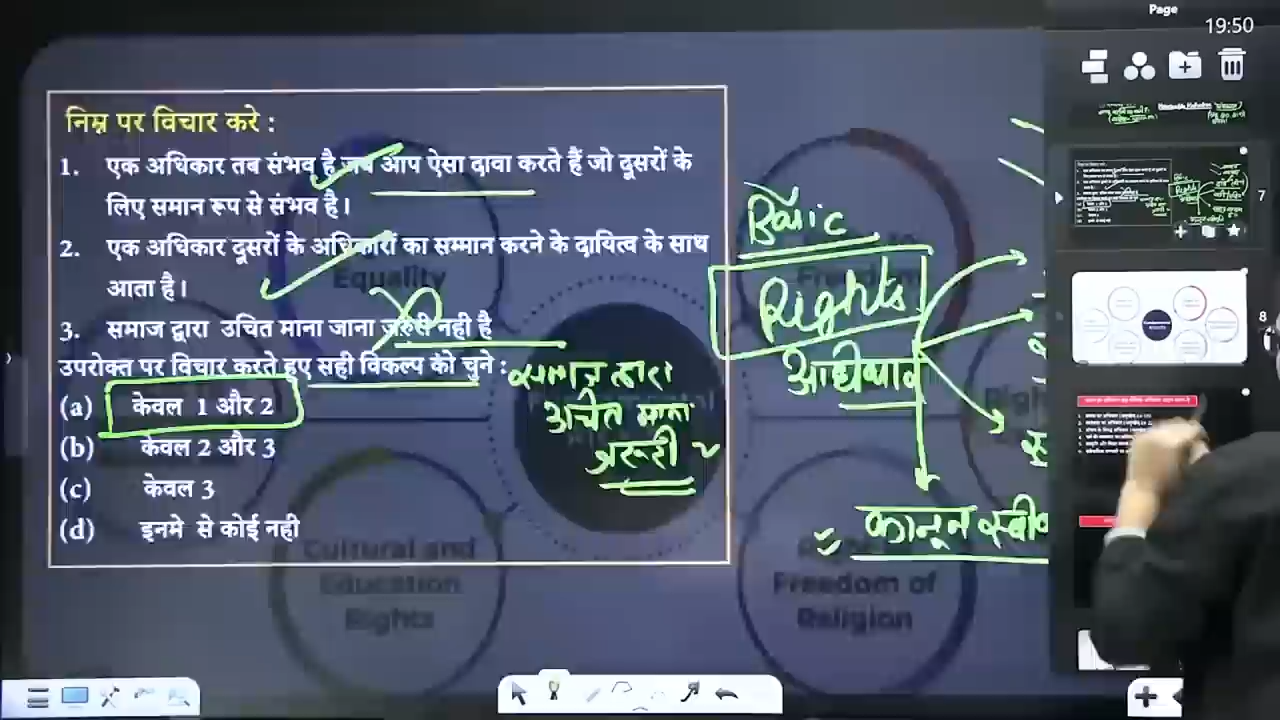 Page
19:50
निम्न पर विचार करे :
1. एक अधिकार तब संभव है जब आप ऐसा दावा करते हैं जो दूसरों के
लिए समान रूप से संभव है।
2. एक अधिकार दूसरों के अधिकारों का सम्मान करने के दायित्व के साथ
आता है।
3. समाज द्वारा उचित माना जाना जरुरी नही है
उपरोक्त पर विचार करते हुए सही विकल्प को चुने :
(a) केवल 1 और 2
(b) केवल 2 और 3
(c) केवल 3
(d) इनमे से कोई नही
समाज द्वारा
उचित माना
जरूरी
Basic
Rights
अधिकार
कानून
Equality
Freedom
Cultural and
Education
Rights
Freedom of
Religion
7
8